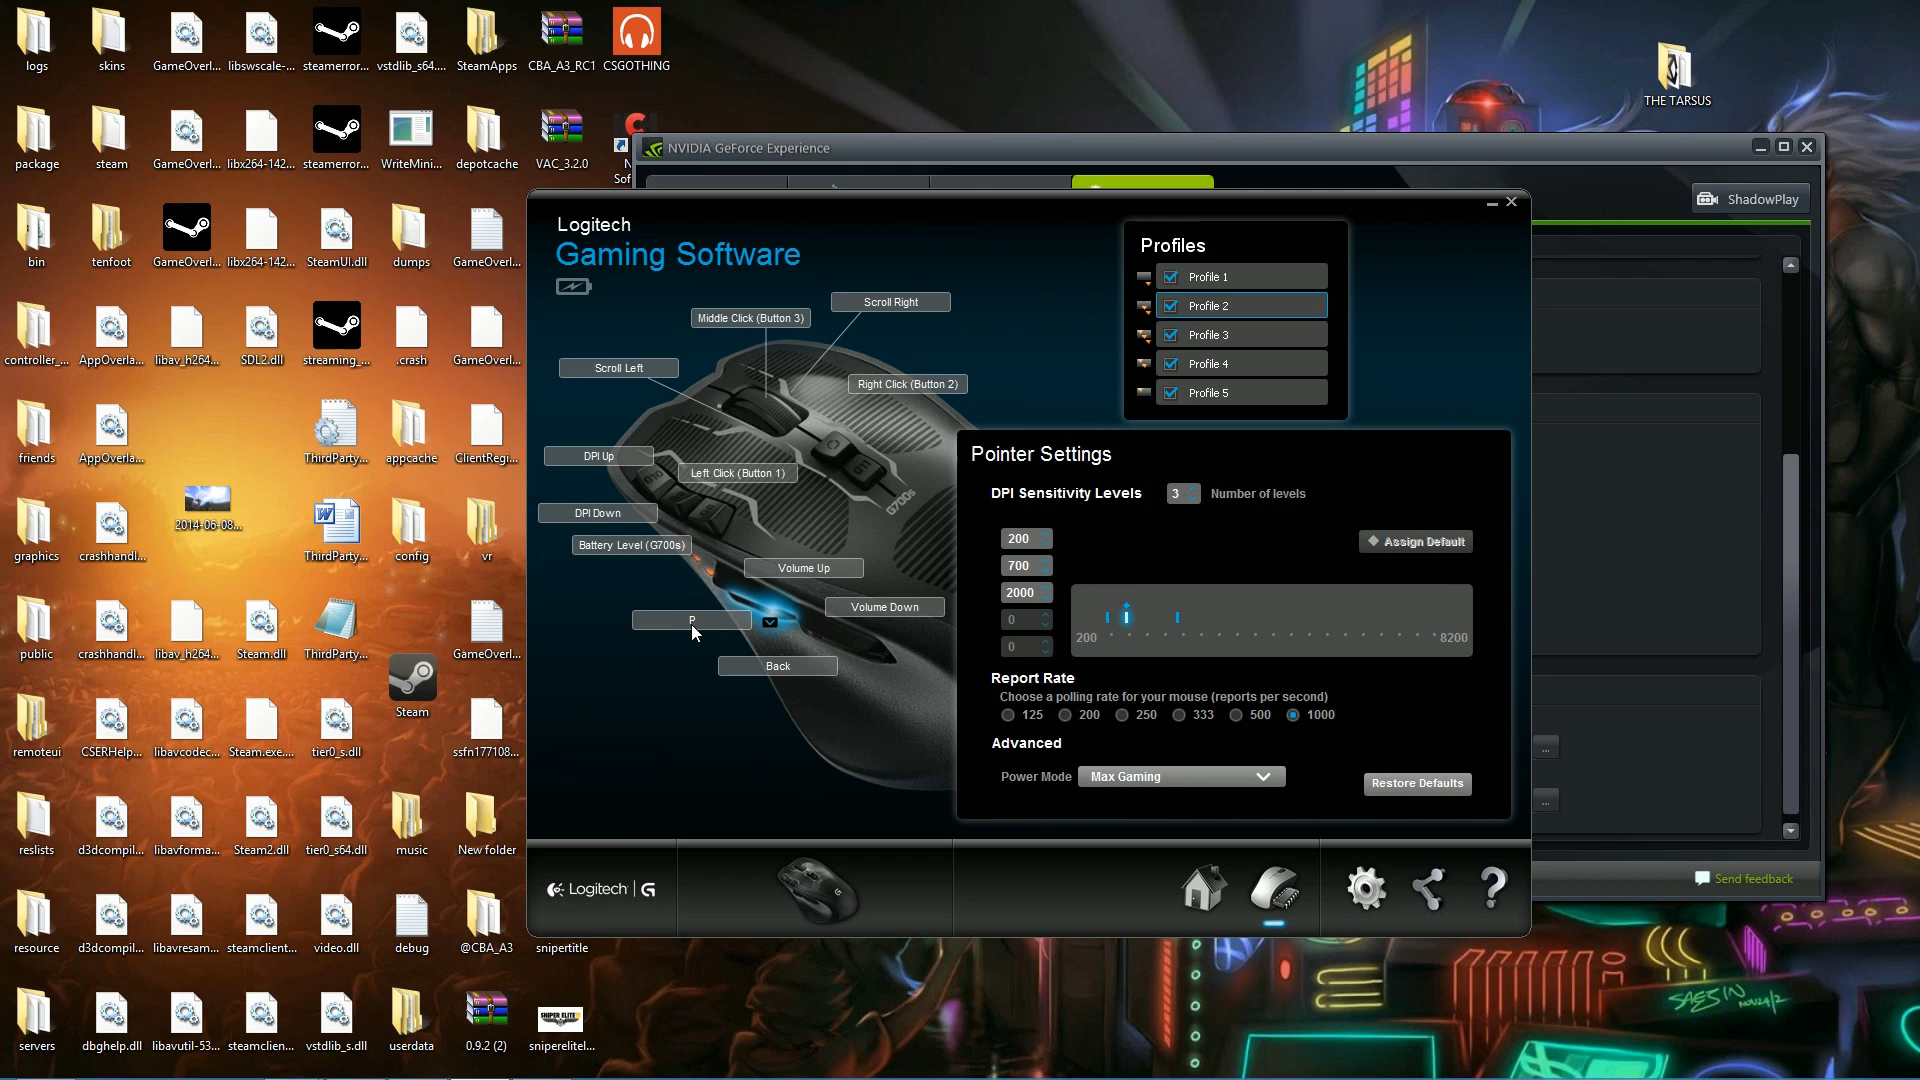 logs
skins
GameOverl...
libswscale-...
steamerror...
vstdlib_s64....
SteamApps
CBA_A3_RC1
CSGOTHING
THE TARSUS
package
steam
GameOverl...
libx264-142...
steamerror...
WriteMini...
depotcache
VAC_3.2.0
bin
tenfoot
GameOverl...
libx264-142...
SteamUI.dll
dumps
GameOverl...
controller_...
AppOverla...
libav_h264...
SDL2.dll
streaming_...
.crash
GameOverl...
friends
AppOverla...
2014-06-08...
ThirdParty...
appcache
ClientRegi...
graphics
crashhandl...
ThirdParty...
config
vr
public
crashhandl...
libav_h264...
Steam.dll
ThirdParty...
Steam
GameOverl...
remoteui
CSERHelp...
libavcodec...
Steam.exe....
tier0_s.dll
ssfn177108...
reslists
d3dcompil...
libavforma...
Steam2.dll
tier0_s64.dll
music
New folder
resource
d3dcompil...
libavresam...
steamclient...
video.dll
debug
@CBA_A3
snipertitle
servers
dbghelp.dll
libavutil-53...
steamclien...
vstdlib_s.dll
userdata
0.9.2 (2)
SNIPER ELITE
sniperelitel...
NVIDIA GeForce Experience
ShadowPlay
Send feedback
Logitech
Gaming Software
Scroll Right
Middle Click (Button 3)
Scroll Left
Right Click (Button 2)
DPI Up
Left Click (Button 1)
DPI Down
Battery Level (G700s)
Volume Up
Volume Down
P
Back
G10
G11
G700s
Profiles
Profile 1
Profile 2
Profile 3
Profile 4
Profile 5
Pointer Settings
DPI Sensitivity Levels
3
Number of levels
200
700
2000
0
0
Assign Default
200
8200
Report Rate
Choose a polling rate for your mouse (reports per second)
125
200
250
333
500
1000
Advanced
Power Mode
Max Gaming
Restore Defaults
Logitech | G